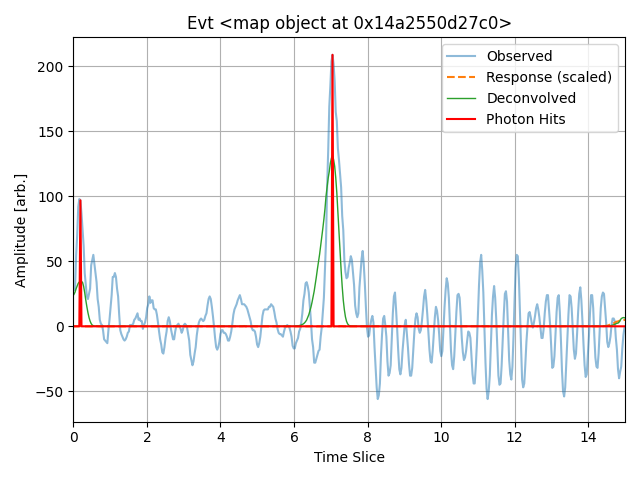 Evt <map object at 0x14a2550d27c0>
Observed
Response (scaled)
Deconvolved
Photon Hits
Amplitude [arb.]
200
150
100
50
0
−50
0 2 4 6 8 10 12 14
Time Slice